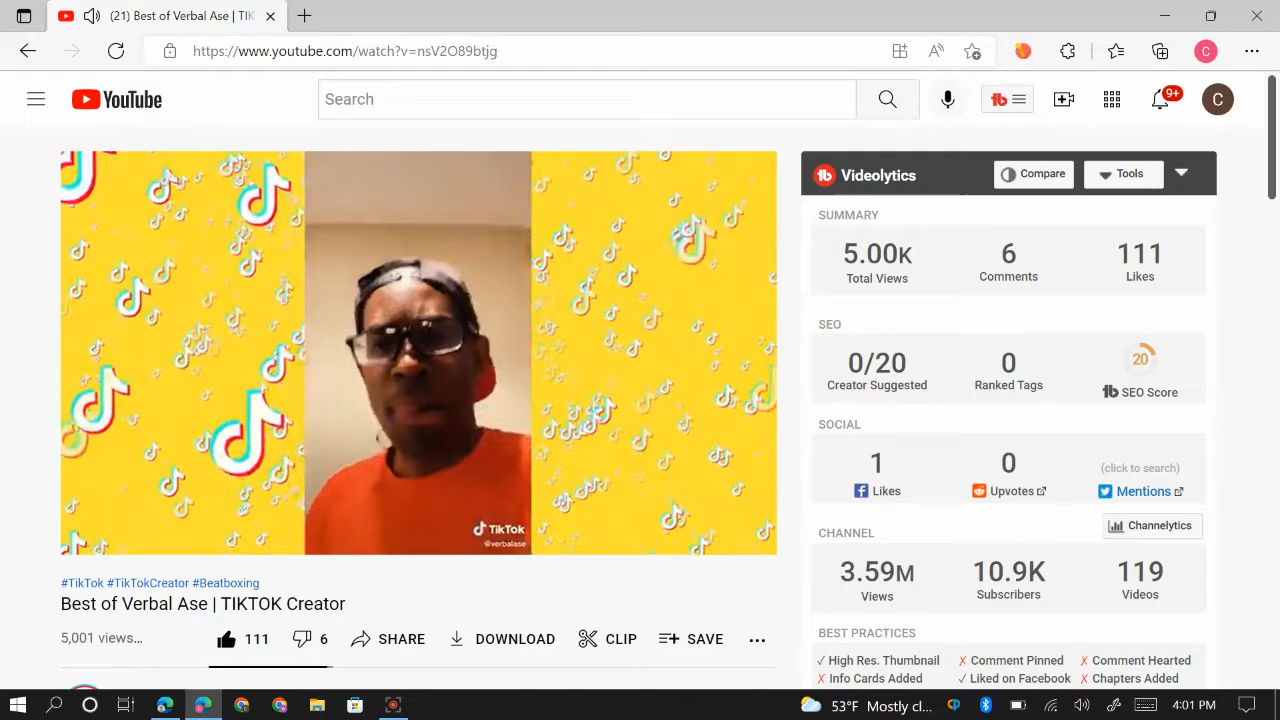 (21) Best of Verbal Ase | TIK
https://www.youtube.com/watch?v=nsV2O89btjg
C
YouTube
Search
9+
C
TikTok
@verbalase
Videolytics
Compare
Tools
SUMMARY
5.00K 6 111
Total Views Comments Likes
SEO
0/20 0 20
Creator Suggested Ranked Tags SEO Score
SOCIAL
1 0 (click to search)
Likes Upvotes Mentions
Channelytics
CHANNEL
3.59M 10.9K 119
Views Subscribers Videos
BEST PRACTICES
✓ High Res. Thumbnail ✗ Comment Pinned ✗ Comment Hearted
✗ Info Cards Added ✓ Liked on Facebook ✗ Chapters Added
#TikTok #TikTokCreator #Beatboxing
Best of Verbal Ase | TIKTOK Creator
5,001 views... 111 6 SHARE DOWNLOAD CLIP SAVE ...
53°F Mostly cl... 4:01 PM